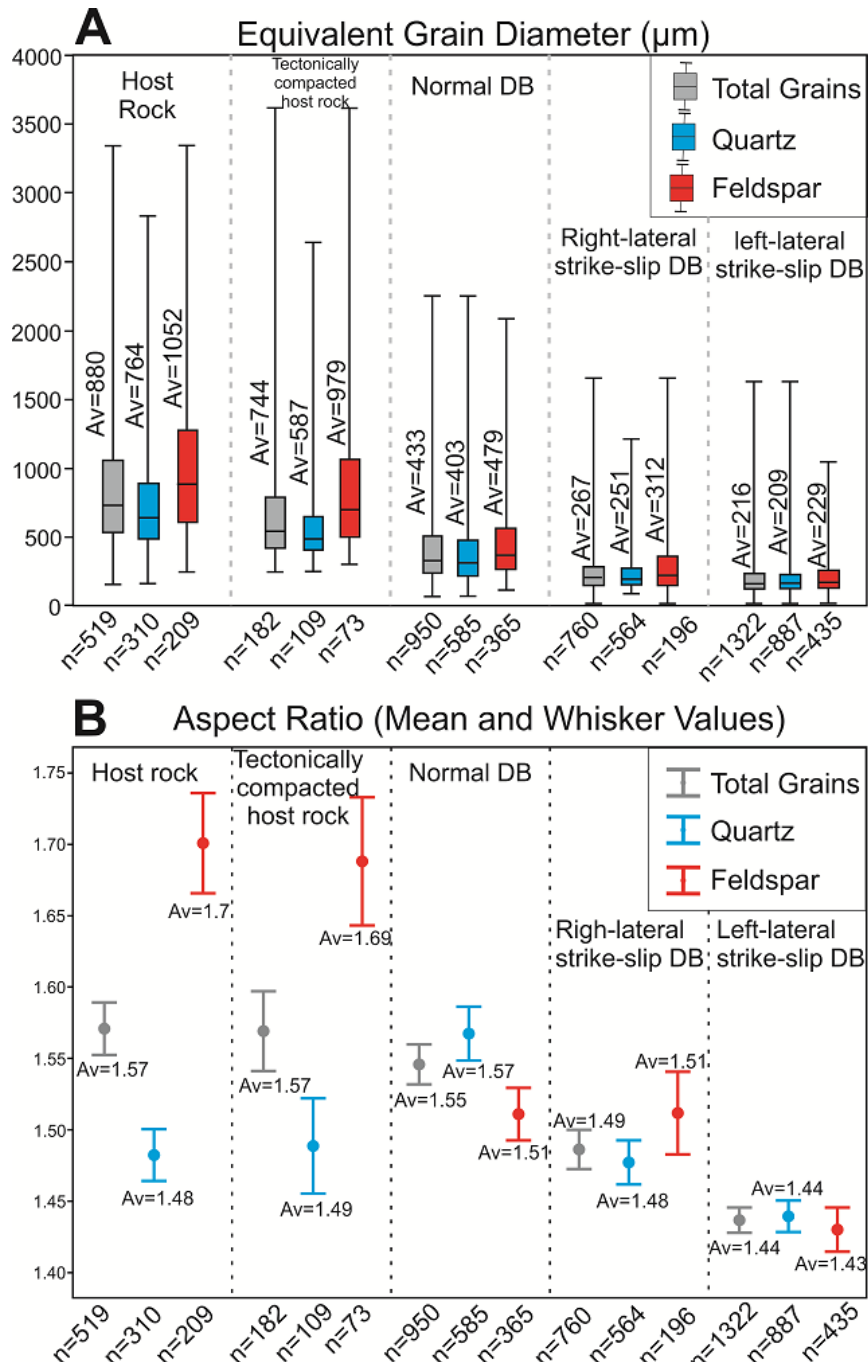 A
Equivalent Grain Diameter (µm)
4000
3500
3000
2500
2000
1500
1000
500
0
Host
Rock
Tectonically
compacted
host rock
Normal DB
Total Grains
Quartz
Feldspar
Right-lateral
strike-slip DB
left-lateral
strike-slip DB
Av=880
Av=764
Av=1052
Av=744
Av=587
Av=979
Av=433
Av=403
Av=479
Av=267
Av=251
Av=312
Av=216
Av=209
Av=229
n=519
n=310
n=209
n=182
n=109
n=73
n=950
n=585
n=365
n=760
n=564
n=196
n=1322
n=887
n=435
B
Aspect Ratio (Mean and Whisker Values)
1.75
1.70
1.65
1.60
1.55
1.50
1.45
1.40
Host rock
Tectonically
compacted
host rock
Normal DB
Total Grains
Quartz
Feldspar
Righ-lateral
strike-slip DB
Left-lateral
strike-slip DB
Av=1.57
Av=1.48
Av=1.7
Av=1.57
Av=1.49
Av=1.69
Av=1.55
Av=1.57
Av=1.51
Av=1.49
Av=1.48
Av=1.51
Av=1.44
Av=1.44
Av=1.43
n=519
n=310
n=209
n=182
n=109
n=73
n=950
n=585
n=365
n=760
n=564
n=196
n=1322
n=887
n=435